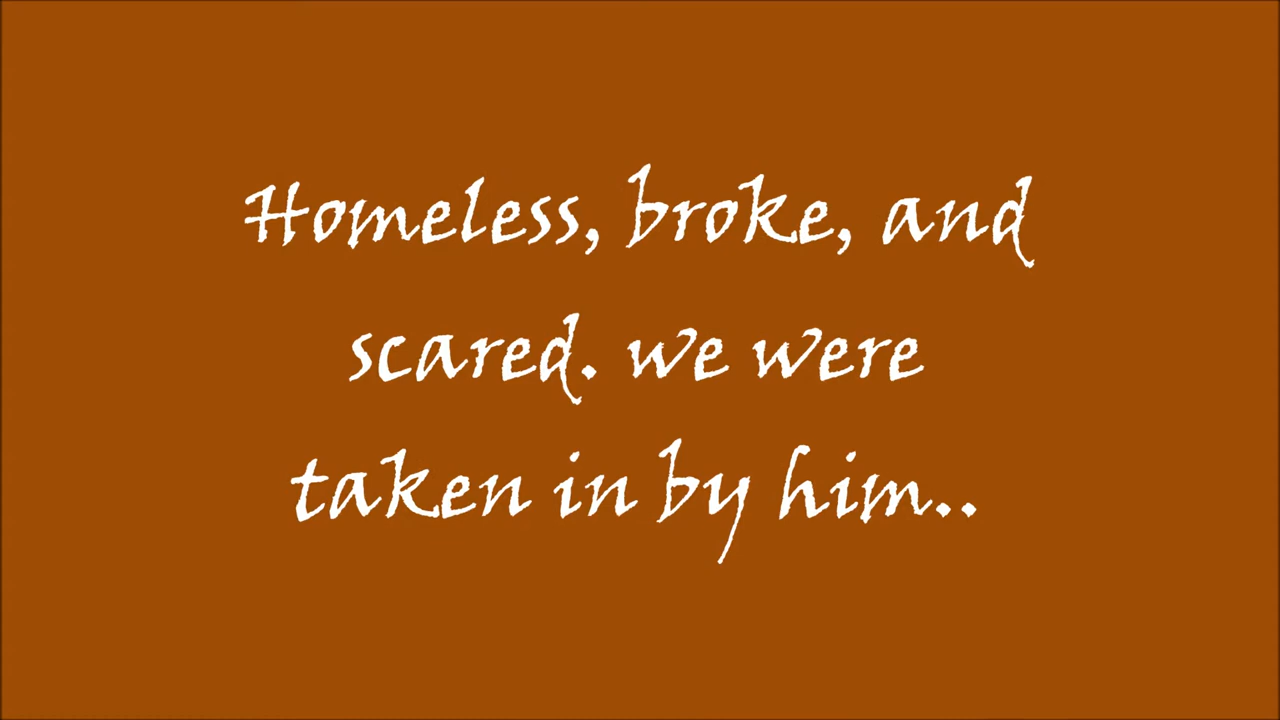 Homeless, broke, and
scared. we were
taken in by him..